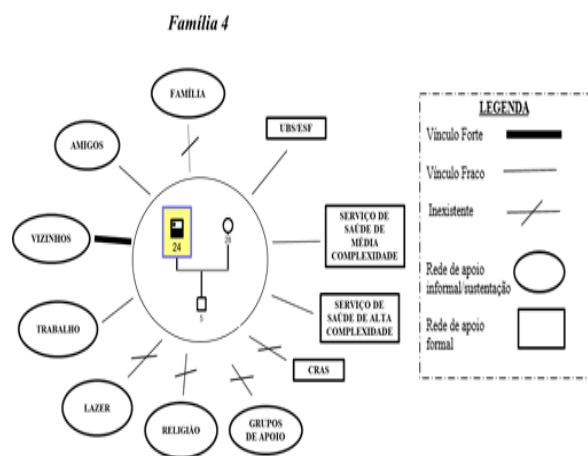 Família 4
FAMÍLIA
UBS/ESF
AMIGOS
VIZINHOS
TRABALHO
LAZER
RELIGIÃO
GRUPOS
DE APOIO
CRAS
SERVIÇO DE
SAÚDE DE ALTA
COMPLEXIDADE
SERVIÇO DE
SAÚDE DE
MÉDIA
COMPLEXIDADE
24
5
LEGENDA
Vínculo Forte
Vínculo Fraco
Inexistente
Rede de apoio
informal/sustentação
Rede de apoio
formal